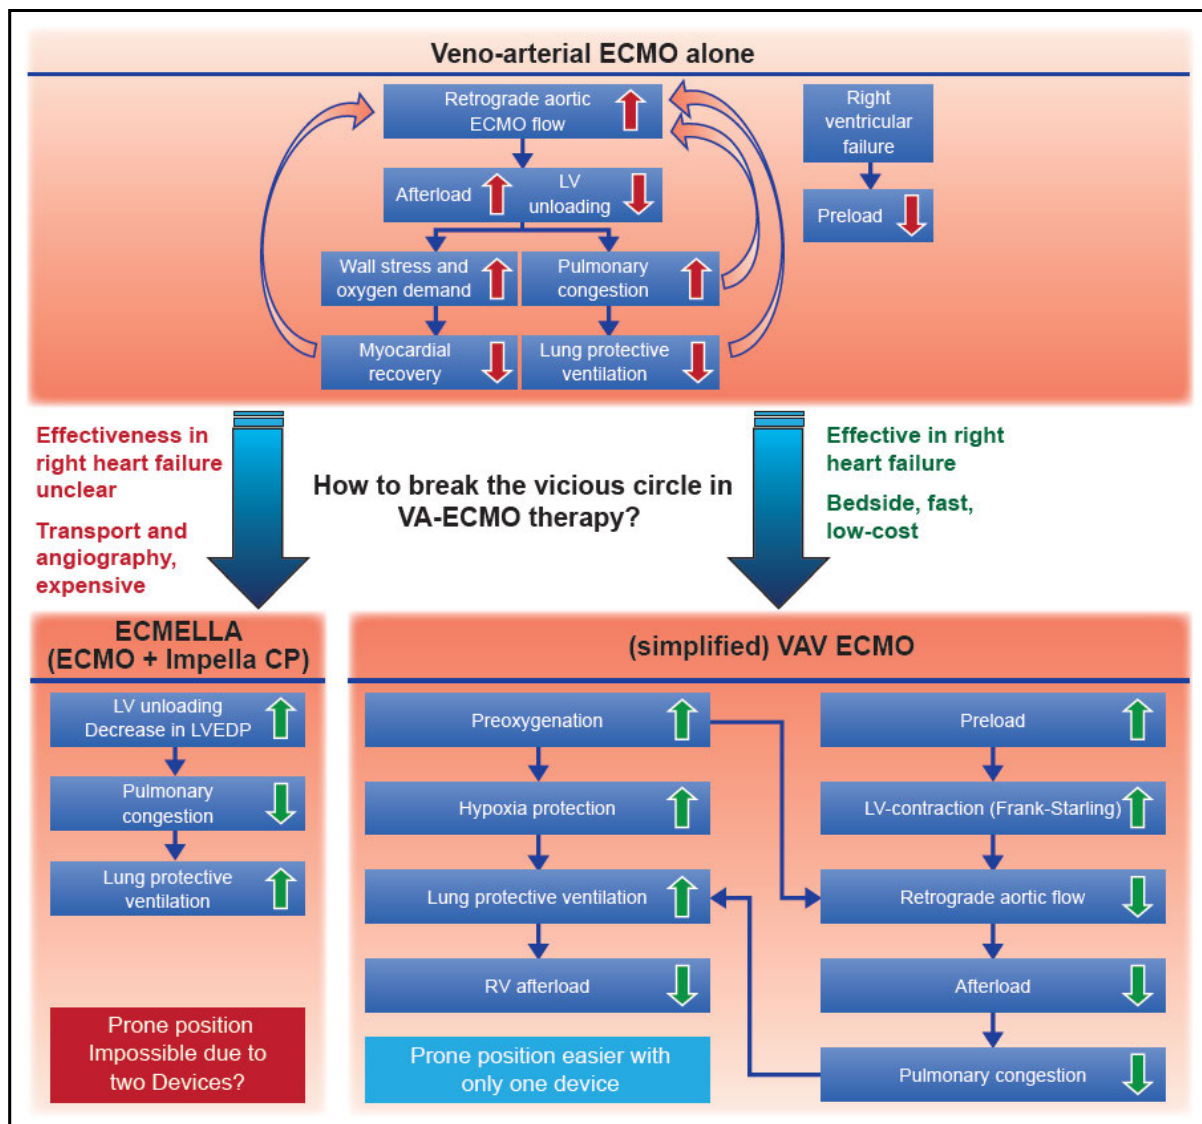 Veno-arterial ECMO alone
Retrograde aortic
ECMO flow
Right
ventricular
failure
Afterload
LV
unloading
Preload
Wall stress and
oxygen demand
Pulmonary
congestion
Myocardial
recovery
Lung protective
ventilation
Effectiveness in
right heart failure
unclear
Transport and
angiography,
expensive
How to break the vicious circle in
VA-ECMO therapy?
Effective in right
heart failure
Bedside, fast,
low-cost
ECMELLA
(ECMO + Impella CP)
LV unloading
Decrease in LVEDP
Pulmonary
congestion
Lung protective
ventilation
Prone position
Impossible due to
two Devices?
(simplified) VAV ECMO
Preoxygenation
Hypoxia protection
Lung protective ventilation
RV afterload
Prone position easier with
only one device
Preload
LV-contraction (Frank-Starling)
Retrograde aortic flow
Afterload
Pulmonary congestion